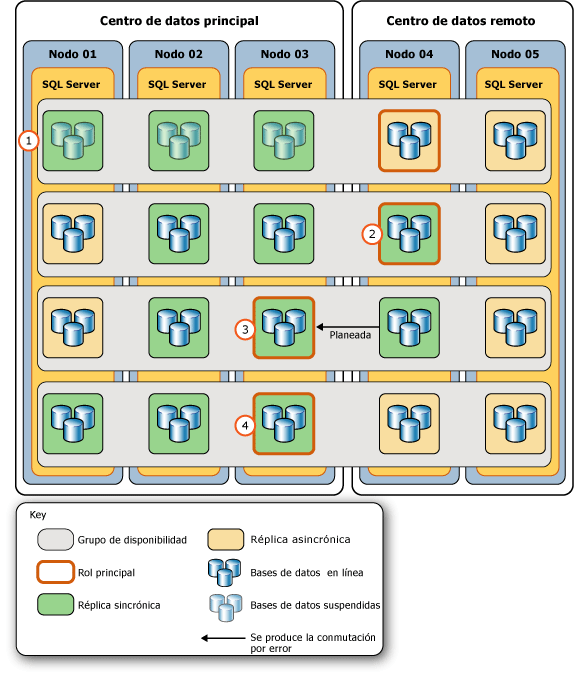 Centro de datos principal
Centro de datos remoto
Nodo 01
Nodo 02
Nodo 03
Nodo 04
Nodo 05
SQL Server
SQL Server
SQL Server
SQL Server
SQL Server
1
2
3
Planeada
4
Key
Grupo de disponibilidad
Réplica asincrónica
Rol principal
Bases de datos en línea
Réplica sincrónica
Bases de datos suspendidas
Se produce la conmutación
por error